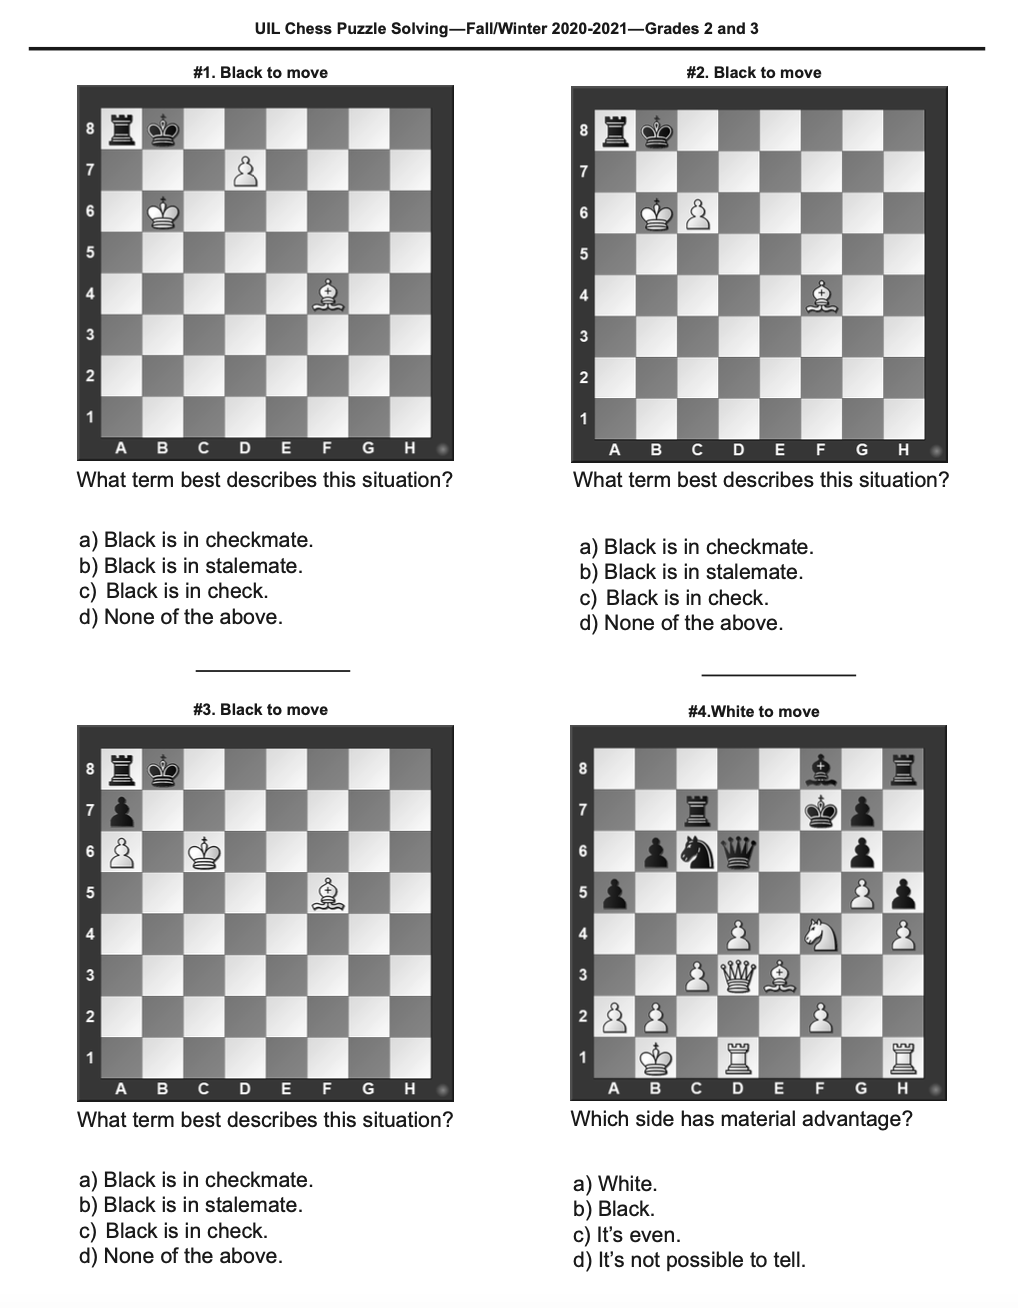 UIL Chess Puzzle Solving—Fall/Winter 2020-2021—Grades 2 and 3
#1. Black to move
8
7
6
5
4
3
2
1
A B C D E F G H
What term best describes this situation?
a) Black is in checkmate.
b) Black is in stalemate.
c) Black is in check.
d) None of the above.
#2. Black to move
8
7
6
5
4
3
2
1
A B C D E F G H
What term best describes this situation?
a) Black is in checkmate.
b) Black is in stalemate.
c) Black is in check.
d) None of the above.
#3. Black to move
8
7
6
5
4
3
2
1
A B C D E F G H
What term best describes this situation?
a) Black is in checkmate.
b) Black is in stalemate.
c) Black is in check.
d) None of the above.
#4.White to move
8
7
6
5
4
3
2
1
A B C D E F G H
Which side has material advantage?
a) White.
b) Black.
c) It’s even.
d) It’s not possible to tell.